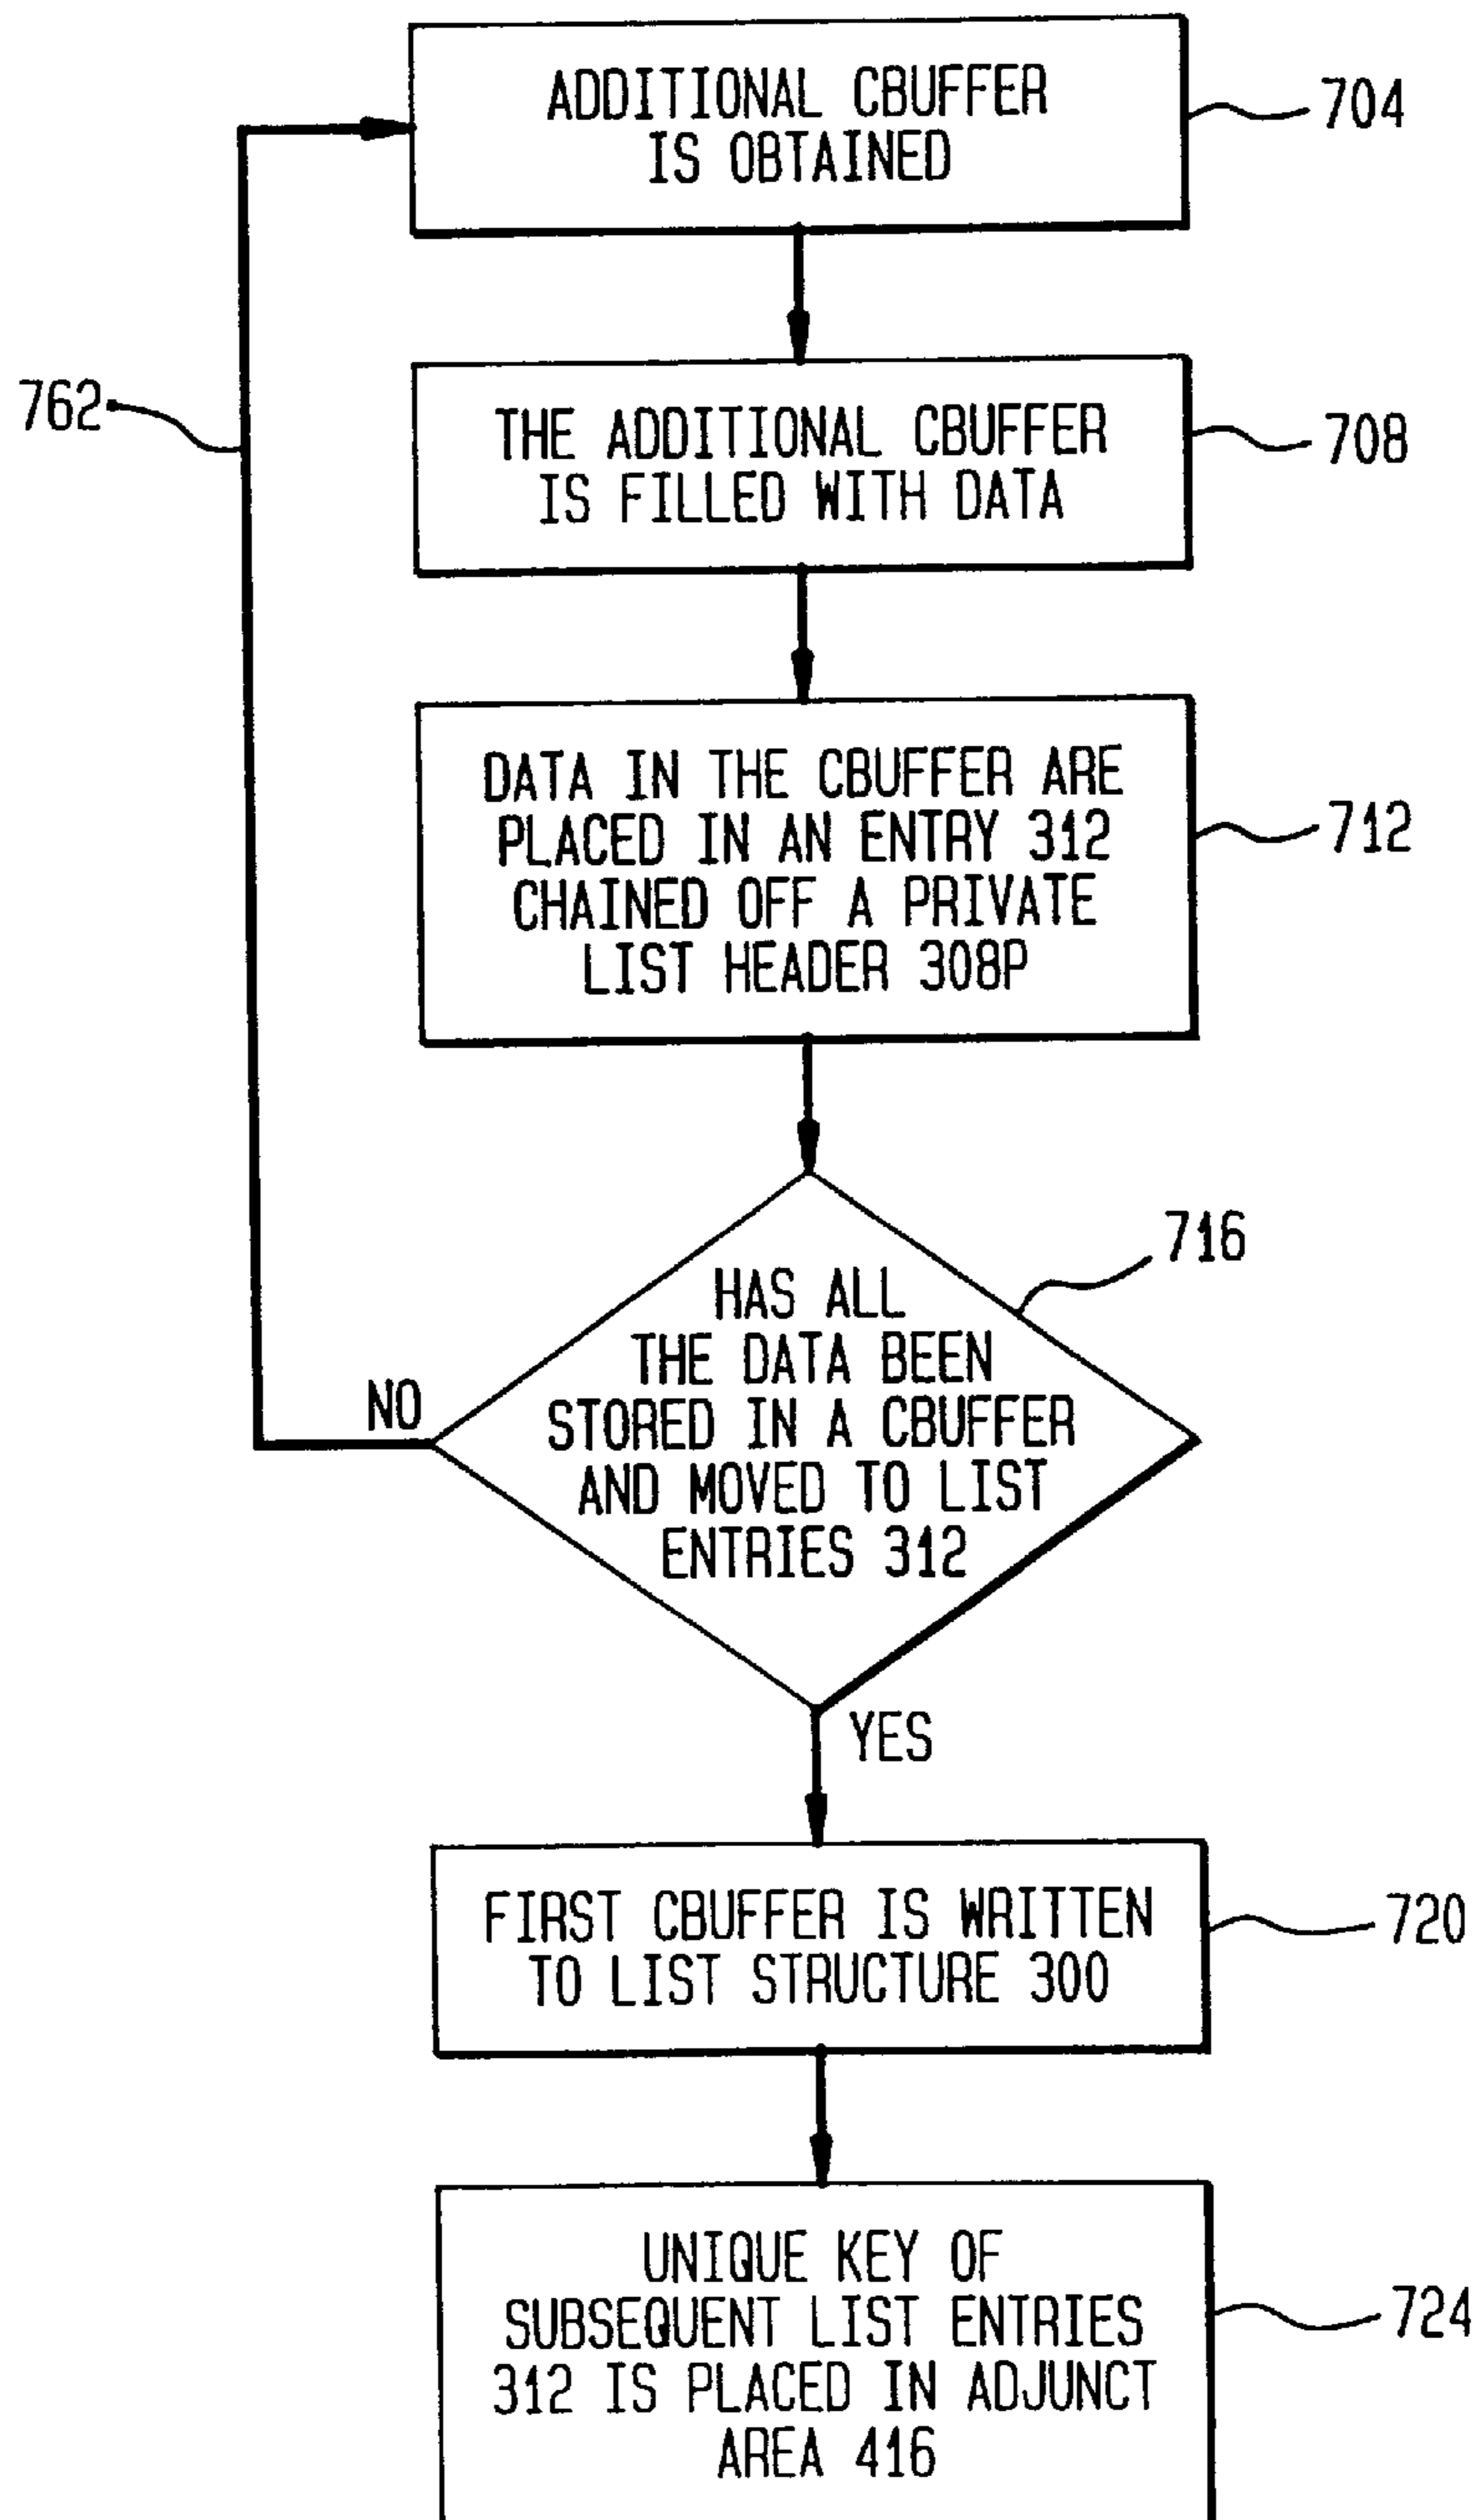 ADDITIONAL CBUFFER
IS OBTAINED
704
762
THE ADDITIONAL CBUFFER
IS FILLED WITH DATA
708
DATA IN THE CBUFFER ARE
PLACED IN AN ENTRY 312
CHAINED OFF A PRIVATE
LIST HEADER 308P
712
716
HAS ALL
THE DATA BEEN
STORED IN A CBUFFER
AND MOVED TO LIST
ENTRIES 312
NO
YES
FIRST CBUFFER IS WRITTEN
TO LIST STRUCTURE 300
720
UNIQUE KEY OF
SUBSEQUENT LIST ENTRIES
312 IS PLACED IN ADJUNCT
AREA 416
724